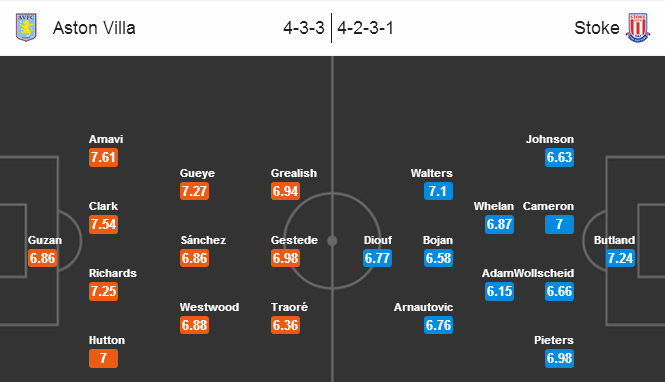 Aston Villa
4-3-3
4-2-3-1
Stoke
Amavi
7.61
Clark
7.54
Guzan
6.86
Richards
7.25
Hutton
7
Gueye
7.27
Sánchez
6.86
Westwood
6.88
Grealish
6.94
Gestede
6.98
Traoré
6.36
Diouf
6.77
Walters
7.1
Bojan
6.58
Arnautovic
6.76
Whelan
6.87
Adam
6.15
Johnson
6.63
Cameron
7
Wollscheid
6.66
Pieters
6.98
Butland
7.24